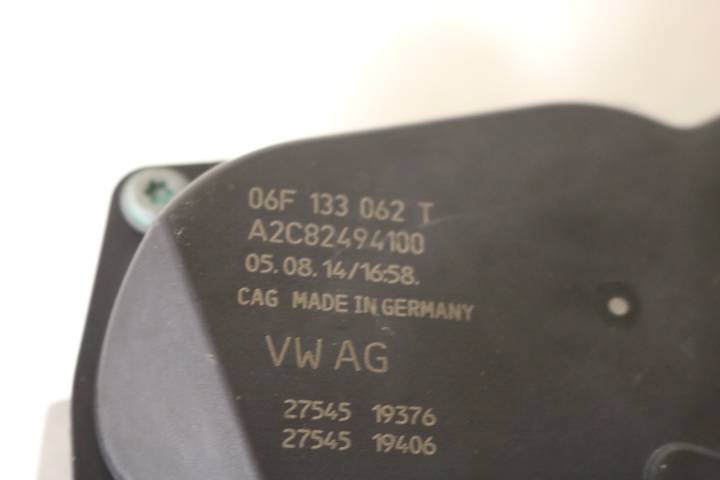 06F 133 062 T
A2C82494100
05.08.14/16:58.
CAG MADE IN GERMANY
VW AG
27545 19376
27545 19406